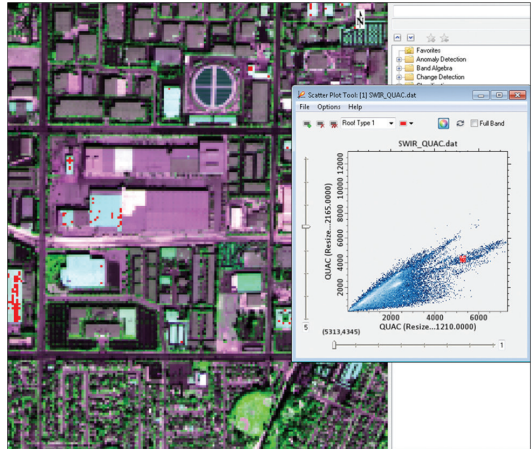 Favorites
Anomaly Detection
Band Algebra
Change Detection
Scatter Plot Tool: [1] SWIR_QUAC.dat
File Options Help
Roof Type 1
Full Band
SWIR_QUAC.dat
QUAC (Resize...2165.0000)
0 2000 4000 6000 8000 10000 12000
2000 4000 6000
QUAC (Resize...1210.0000)
5
(5313,4345)
1